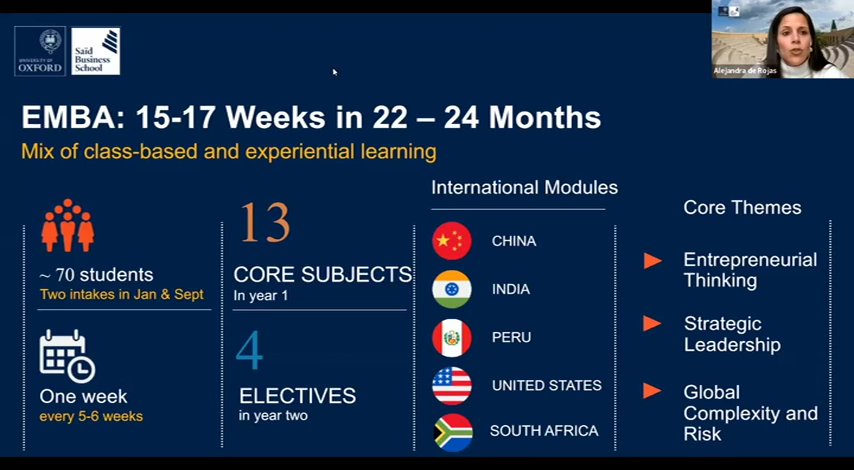 UNIVERSITY OF
OXFORD
Saïd
Business
School
Alejandra de Rojas
EMBA: 15-17 Weeks in 22 – 24 Months
Mix of class-based and experiential learning
~ 70 students
Two intakes in Jan & Sept
One week
every 5-6 weeks
13
CORE SUBJECTS
In year 1
4
ELECTIVES
in year two
International Modules
CHINA
INDIA
PERU
UNITED STATES
SOUTH AFRICA
Core Themes
Entrepreneurial
Thinking
Strategic
Leadership
Global
Complexity and
Risk